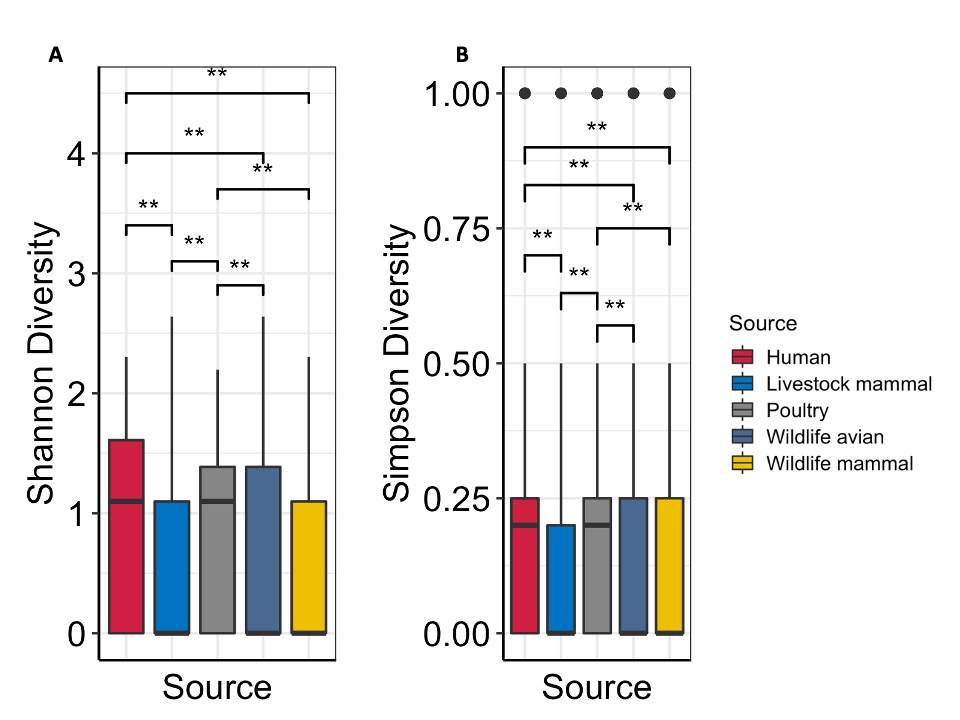 A
B
**
**
**
**
**
**
4
3
2
1
0
Shannon Diversity
Source
**
**
**
**
**
**
1.00
0.75
0.50
0.25
0.00
Simpson Diversity
Source
Source
Human
Livestock mammal
Poultry
Wildlife avian
Wildlife mammal